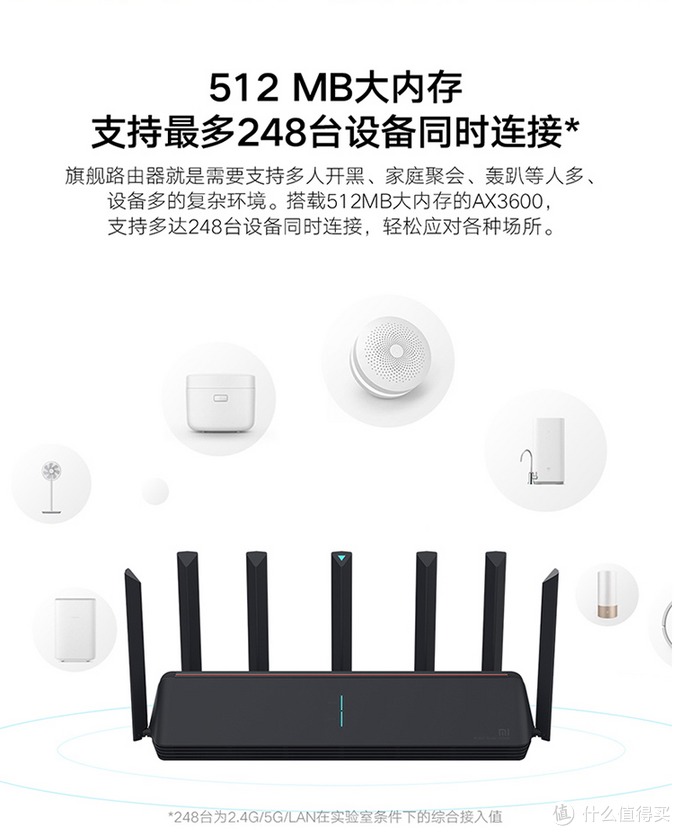 512 MB大内存
支持最多248台设备同时连接*
旗舰路由器就是需要支持多人开黑、家庭聚会、轰趴等人多、
设备多的复杂环境。搭载512MB大内存的AX3600，
支持多达248台设备同时连接，轻松应对各种场所。
*248台为2.4G/5G/LAN在实验室条件下的综合接入值
值 什么值得买